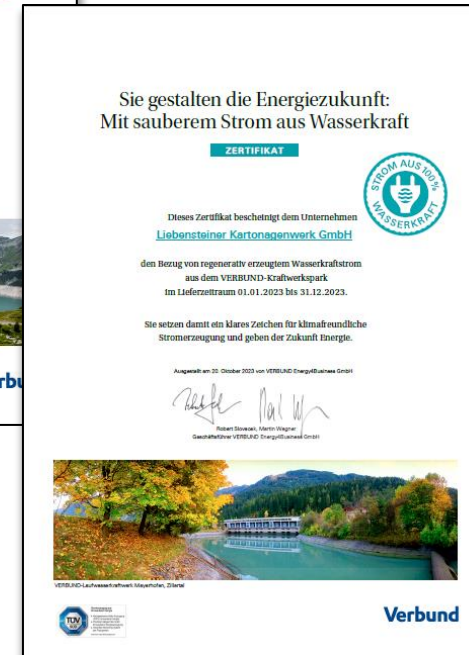 Sie gestalten die Energiezukunft:
Mit sauberem Strom aus Wasserkraft
ZERTIFIKAT
STROM AUS 100%
WASSERKRAFT
Dieses Zertifikat bescheinigt dem Unternehmen
Liebensteiner Kartonagenwerk GmbH
den Bezug von regenerativ erzeugtem Wasserkraftstrom
aus dem VERBUND-Kraftwerkspark
im Lieferzeitraum 01.01.2023 bis 31.12.2023.
Sie setzen damit ein klares Zeichen für klimafreundliche
Stromerzeugung und geben der Zukunft Energie.
Ausgestellt am 20. Oktober 2023 von VERBUND Energy4Business GmbH
Robert Slovacek, Martin Wagner
Geschäftsführer VERBUND Energy4Business GmbH
rbu
VERBUND-Laufwasserkraftwerk Mayrhofen, Zillertal
TÜV
Verbund